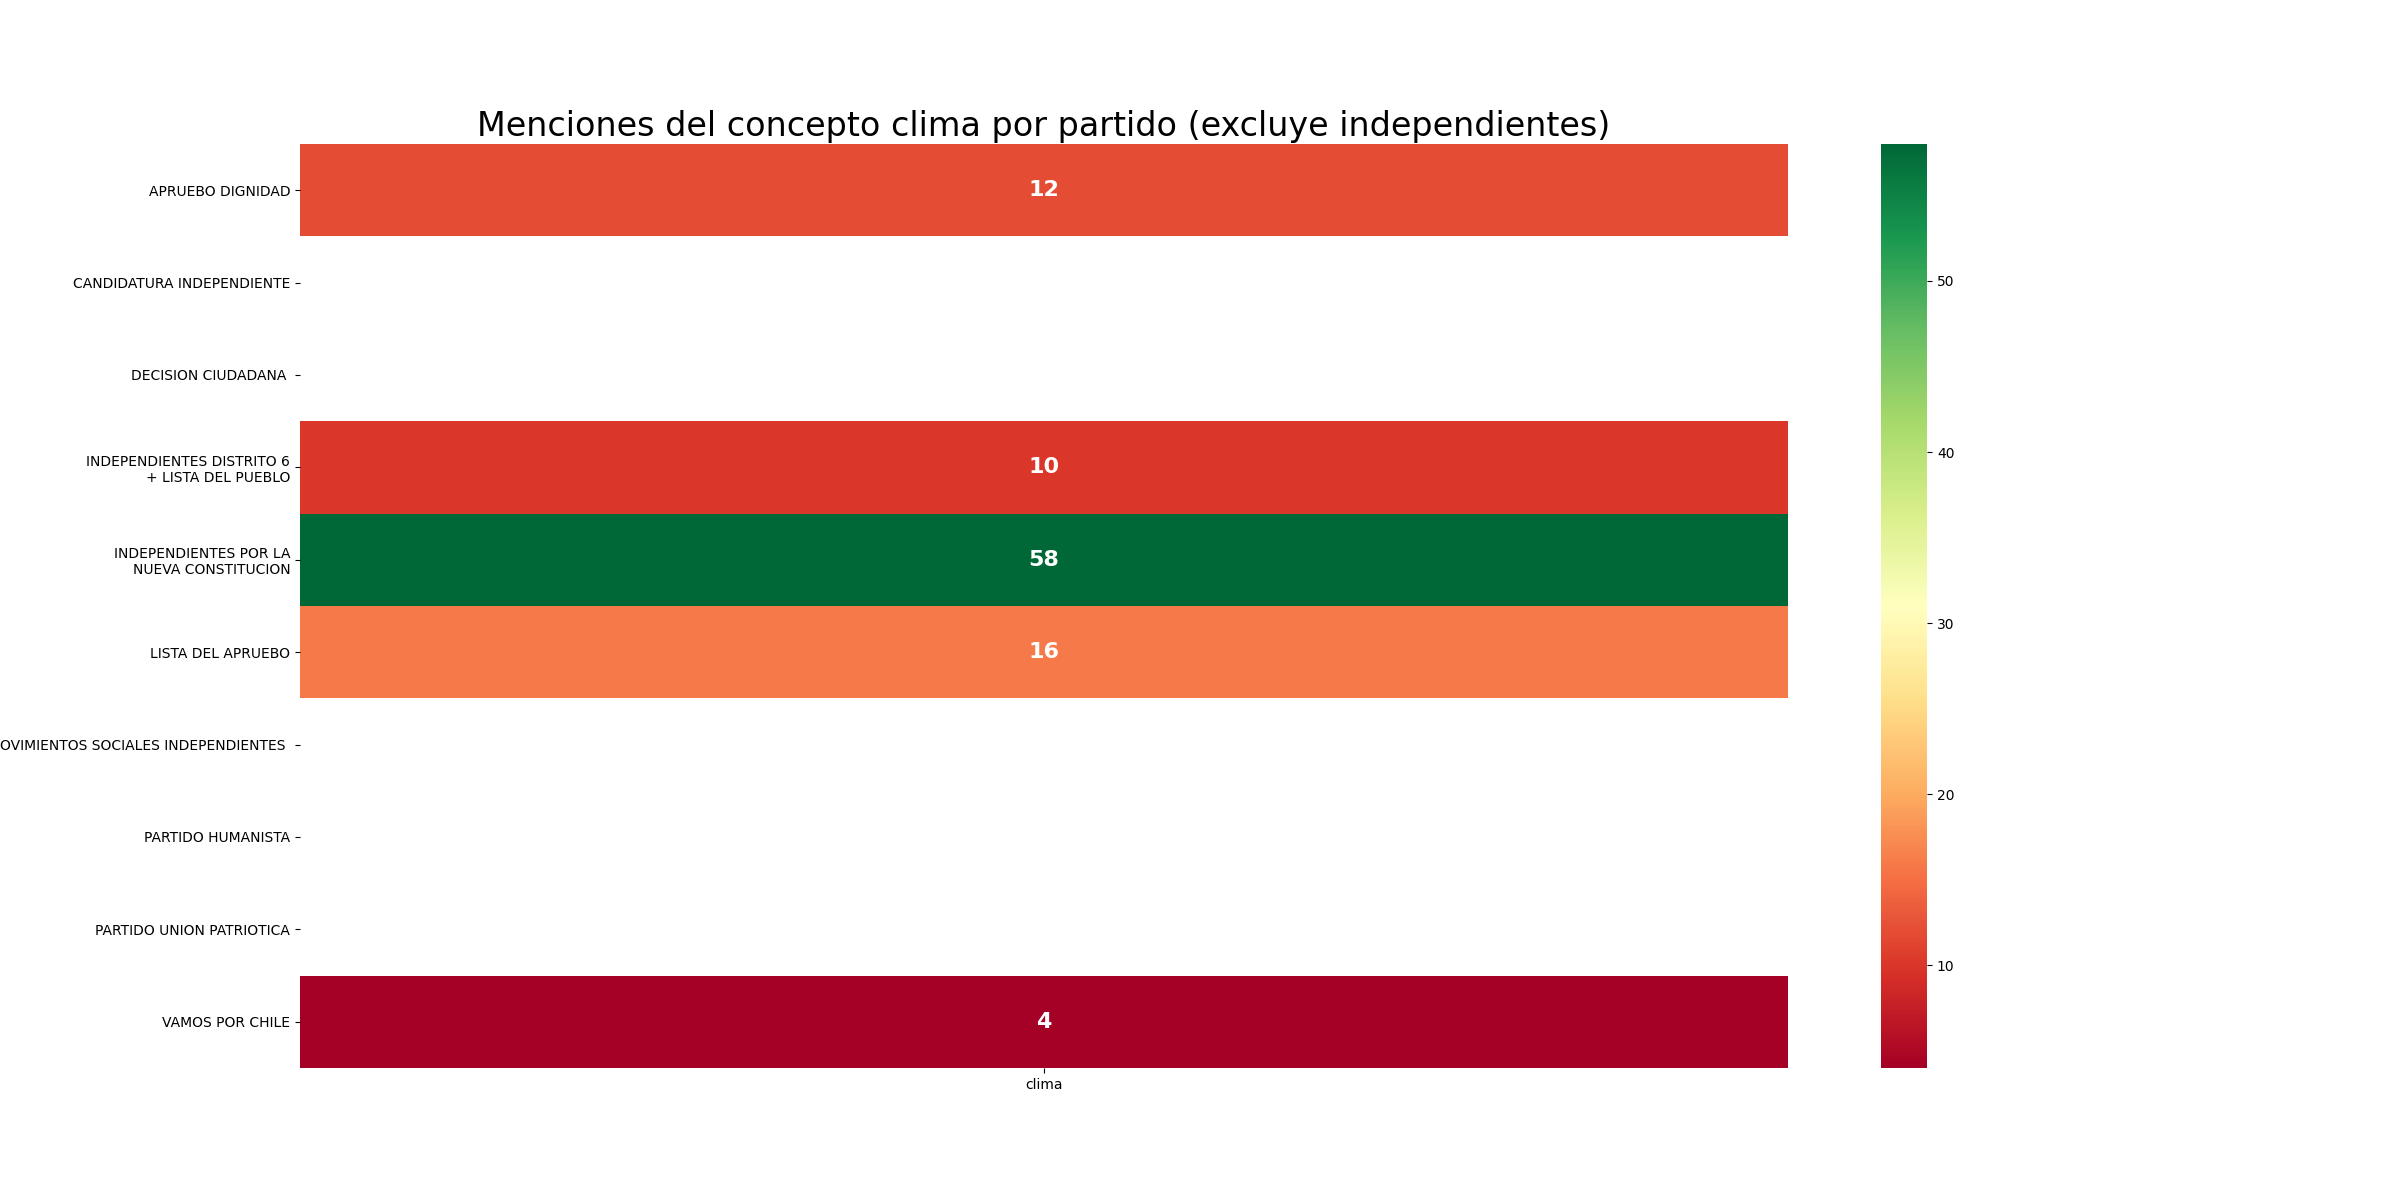 Menciones del concepto clima por partido (excluye independientes)
APRUEBO DIGNIDAD
12
CANDIDATURA INDEPENDIENTE
DECISION CIUDADANA
INDEPENDIENTES DISTRITO 6
+ LISTA DEL PUEBLO
10
INDEPENDIENTES POR LA
NUEVA CONSTITUCION
58
LISTA DEL APRUEBO
16
OVIMIENTOS SOCIALES INDEPENDIENTES
PARTIDO HUMANISTA
PARTIDO UNION PATRIOTICA
VAMOS POR CHILE
4
clima
50
40
30
20
10